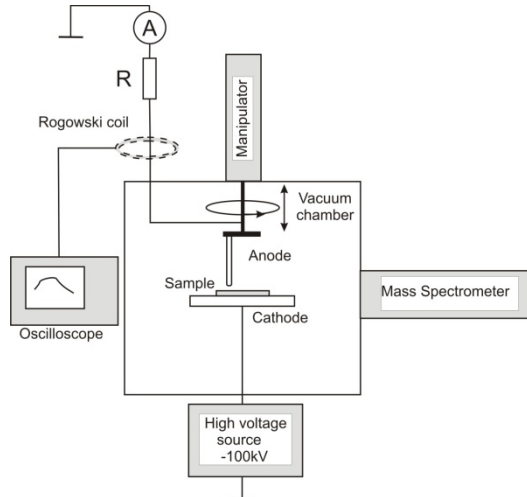 A
R
Rogowski coil
Manipulator
Vacuum
chamber
Anode
Sample
Cathode
Mass Spectrometer
Oscilloscope
High voltage
source
-100kV